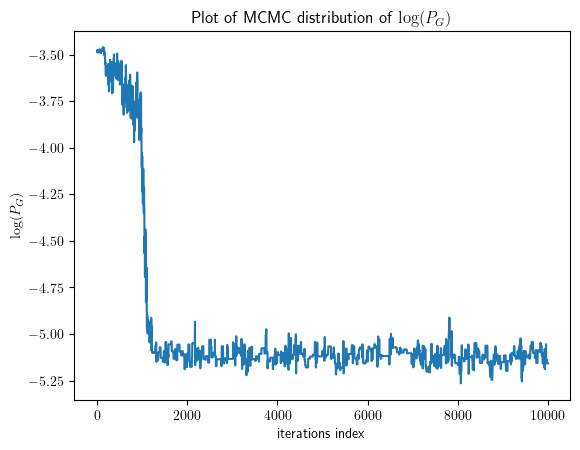 Plot of MCMC distribution of log(P_G)
−3.50
−3.75
−4.00
−4.25
−4.50
−4.75
−5.00
−5.25
log(P_G)
0 2000 4000 6000 8000 10000
iterations index